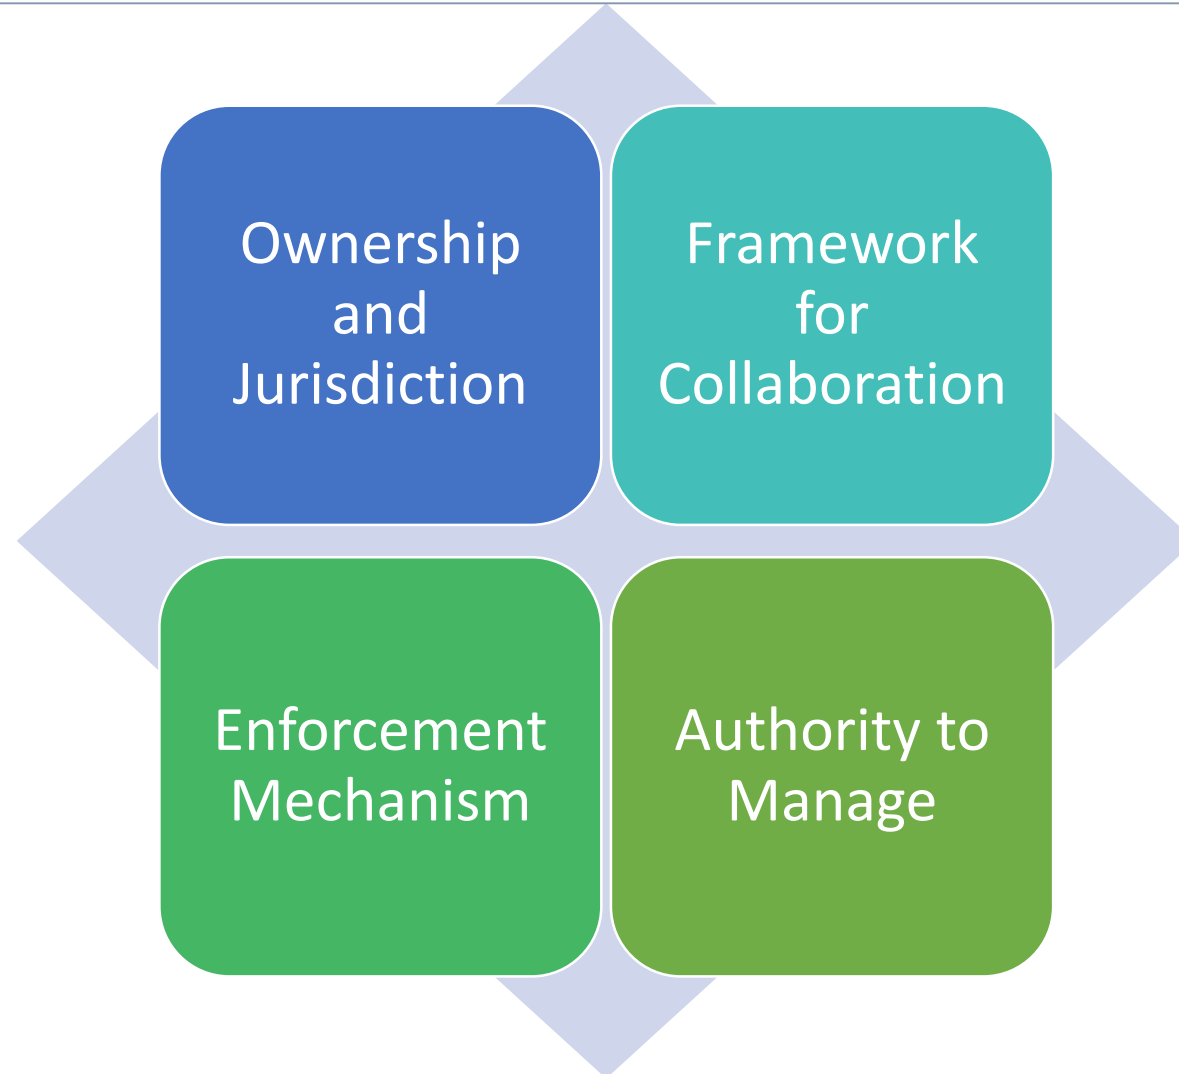 Ownership
and
Jurisdiction
Framework
for
Collaboration
Enforcement
Mechanism
Authority to
Manage